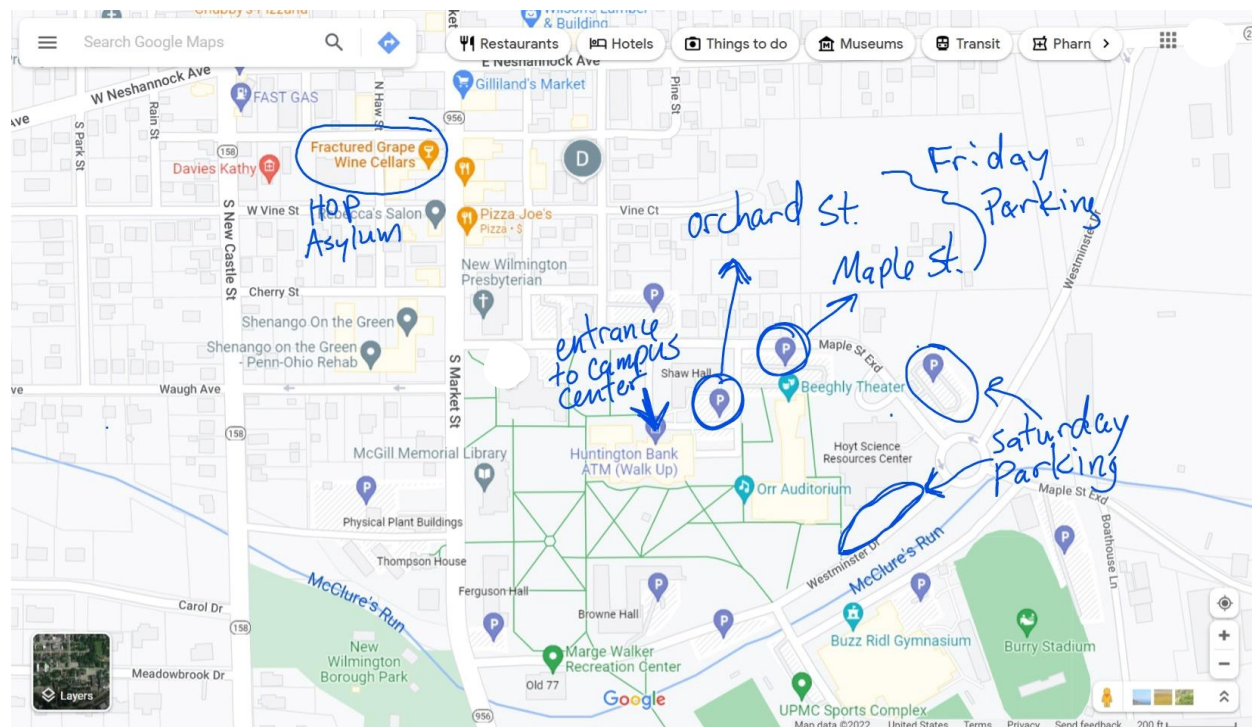 Chubby's Pizzaria
Wilson's Lumber
& Building
Search Google Maps
Restaurants
Hotels
Things to do
Museums
Transit
Pharn
E Neshannock Ave
W Neshannock Ave
Gilliland's Market
FAST GAS
N Haw St
Pine St
Rain St
S Park St
956
158
Fractured Grape
Wine Cellars
Davies Kathy
D
Friday
Parking
HOP
Asylum
W Vine St
Rebecca's Salon
Pizza Joe's
Pizza • $
Vine Ct
Orchard St.
Maple St.
Westminster Dr
S New Castle St
New Wilmington
Presbyterian
Cherry St
Shenango On the Green
Shenango on the Green
- Penn-Ohio Rehab
entrance
to campus
center
Shaw Hall
Maple St Exd
Beeghly Theater
Waugh Ave
S Market St
158
McGill Memorial Library
Huntington Bank
ATM (Walk Up)
Hoyt Science
Resources Center
Saturday
Parking
Orr Auditorium
Maple St Exd
Boathouse Ln
Physical Plant Buildings
Thompson House
Westminster Dr
McClure's Run
McClure's Run
Ferguson Hall
Carol Dr
158
Browne Hall
Buzz Ridl Gymnasium
Burry Stadium
New
Wilmington
Borough Park
Marge Walker
Recreation Center
Meadowbrook Dr
Old 77
Layers
Google
UPMC Sports Complex
956
Map data ©2022
United States
Terms
Privacy
Send feedback
200 ft